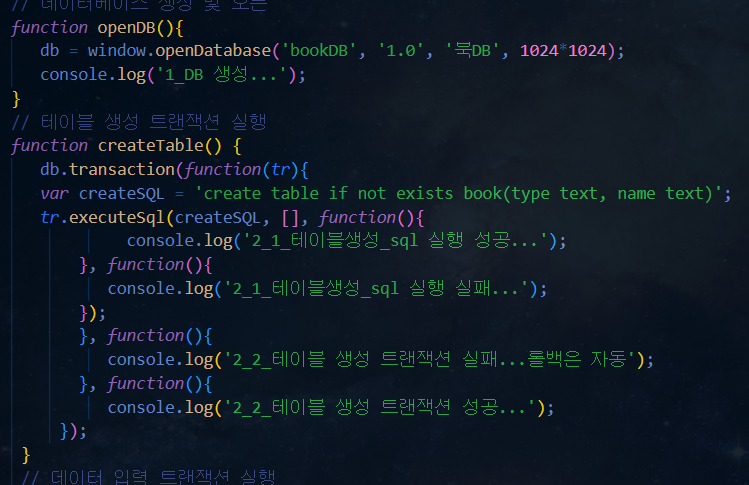 // 데이터베이스 생성 및 오픈
function openDB(){
db = window.openDatabase('bookDB', '1.0', '북DB', 1024*1024);
console.log('1_DB 생성...');
}
// 테이블 생성 트랜잭션 실행
function createTable() {
db.transaction(function(tr){
var createSQL = 'create table if not exists book(type text, name text)';
tr.executeSql(createSQL, [], function(){
console.log('2_1_테이블생성_sql 실행 성공...');
}, function(){
console.log('2_1_테이블생성_sql 실행 실패...');
});
}, function(){
console.log('2_2_테이블 생성 트랜잭션 실패...롤백은 자동');
}, function(){
console.log('2_2_테이블 생성 트랜잭션 성공...');
});
}
// 데이터 입력 트랜잭션 실행